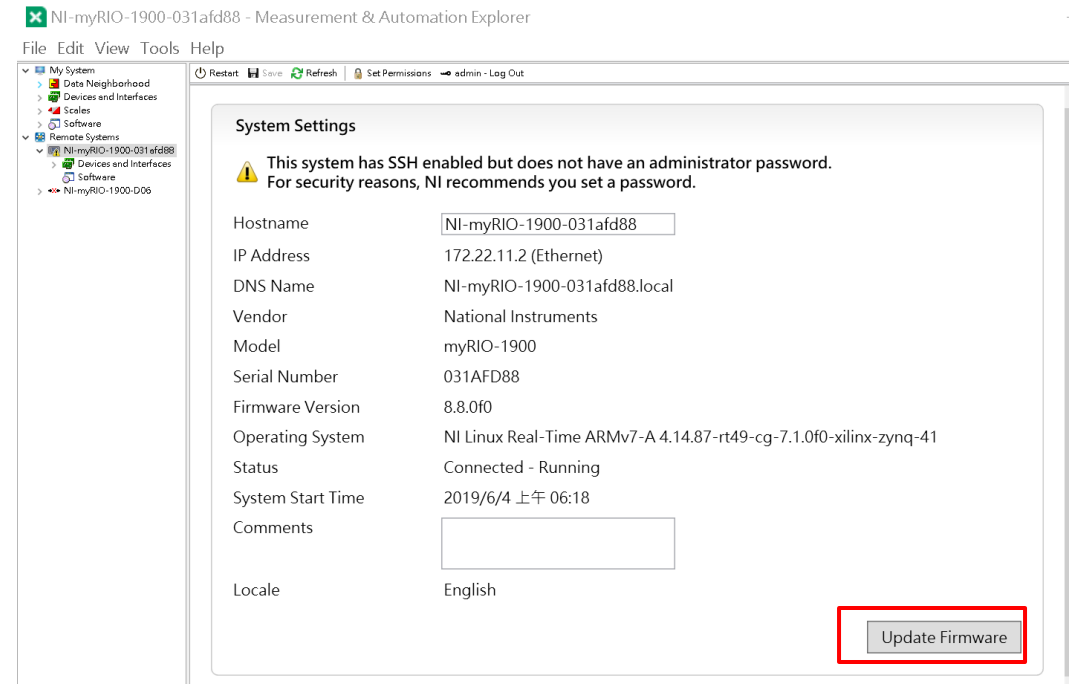 NI-myRIO-1900-031afd88 - Measurement & Automation Explorer
File Edit View Tools Help
My System
Data Neighborhood
Devices and Interfaces
Scales
Software
Remote Systems
NI-myRIO-1900-031afd88
Devices and Interfaces
Software
NI-myRIO-1900-D06
Restart Save Refresh Set Permissions admin - Log Out
System Settings
This system has SSH enabled but does not have an administrator password.
For security reasons, NI recommends you set a password.
Hostname NI-myRIO-1900-031afd88
IP Address 172.22.11.2 (Ethernet)
DNS Name NI-myRIO-1900-031afd88.local
Vendor National Instruments
Model myRIO-1900
Serial Number 031AFD88
Firmware Version 8.8.0f0
Operating System NI Linux Real-Time ARMv7-A 4.14.87-rt49-cg-7.1.0f0-xilinx-zynq-41
Status Connected - Running
System Start Time 2019/6/4 上午 06:18
Comments
Locale English
Update Firmware